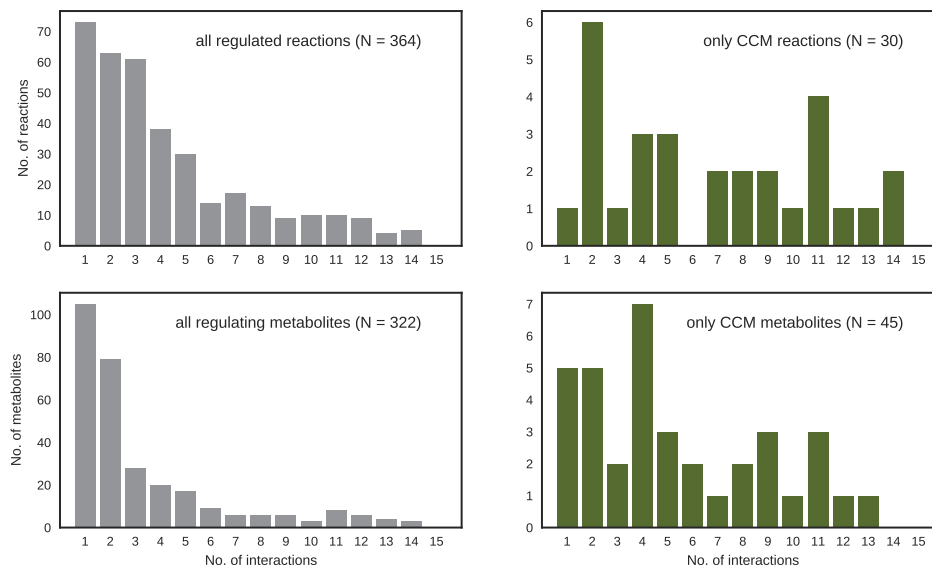 all regulated reactions (N = 364)
No. of reactions
70
60
50
40
30
20
10
0
1 2 3 4 5 6 7 8 9 10 11 12 13 14 15
only CCM reactions (N = 30)
6
5
4
3
2
1
0
1 2 3 4 5 6 7 8 9 10 11 12 13 14 15
all regulating metabolites (N = 322)
No. of metabolites
100
80
60
40
20
0
1 2 3 4 5 6 7 8 9 10 11 12 13 14 15
No. of interactions
only CCM metabolites (N = 45)
7
6
5
4
3
2
1
0
1 2 3 4 5 6 7 8 9 10 11 12 13 14 15
No. of interactions